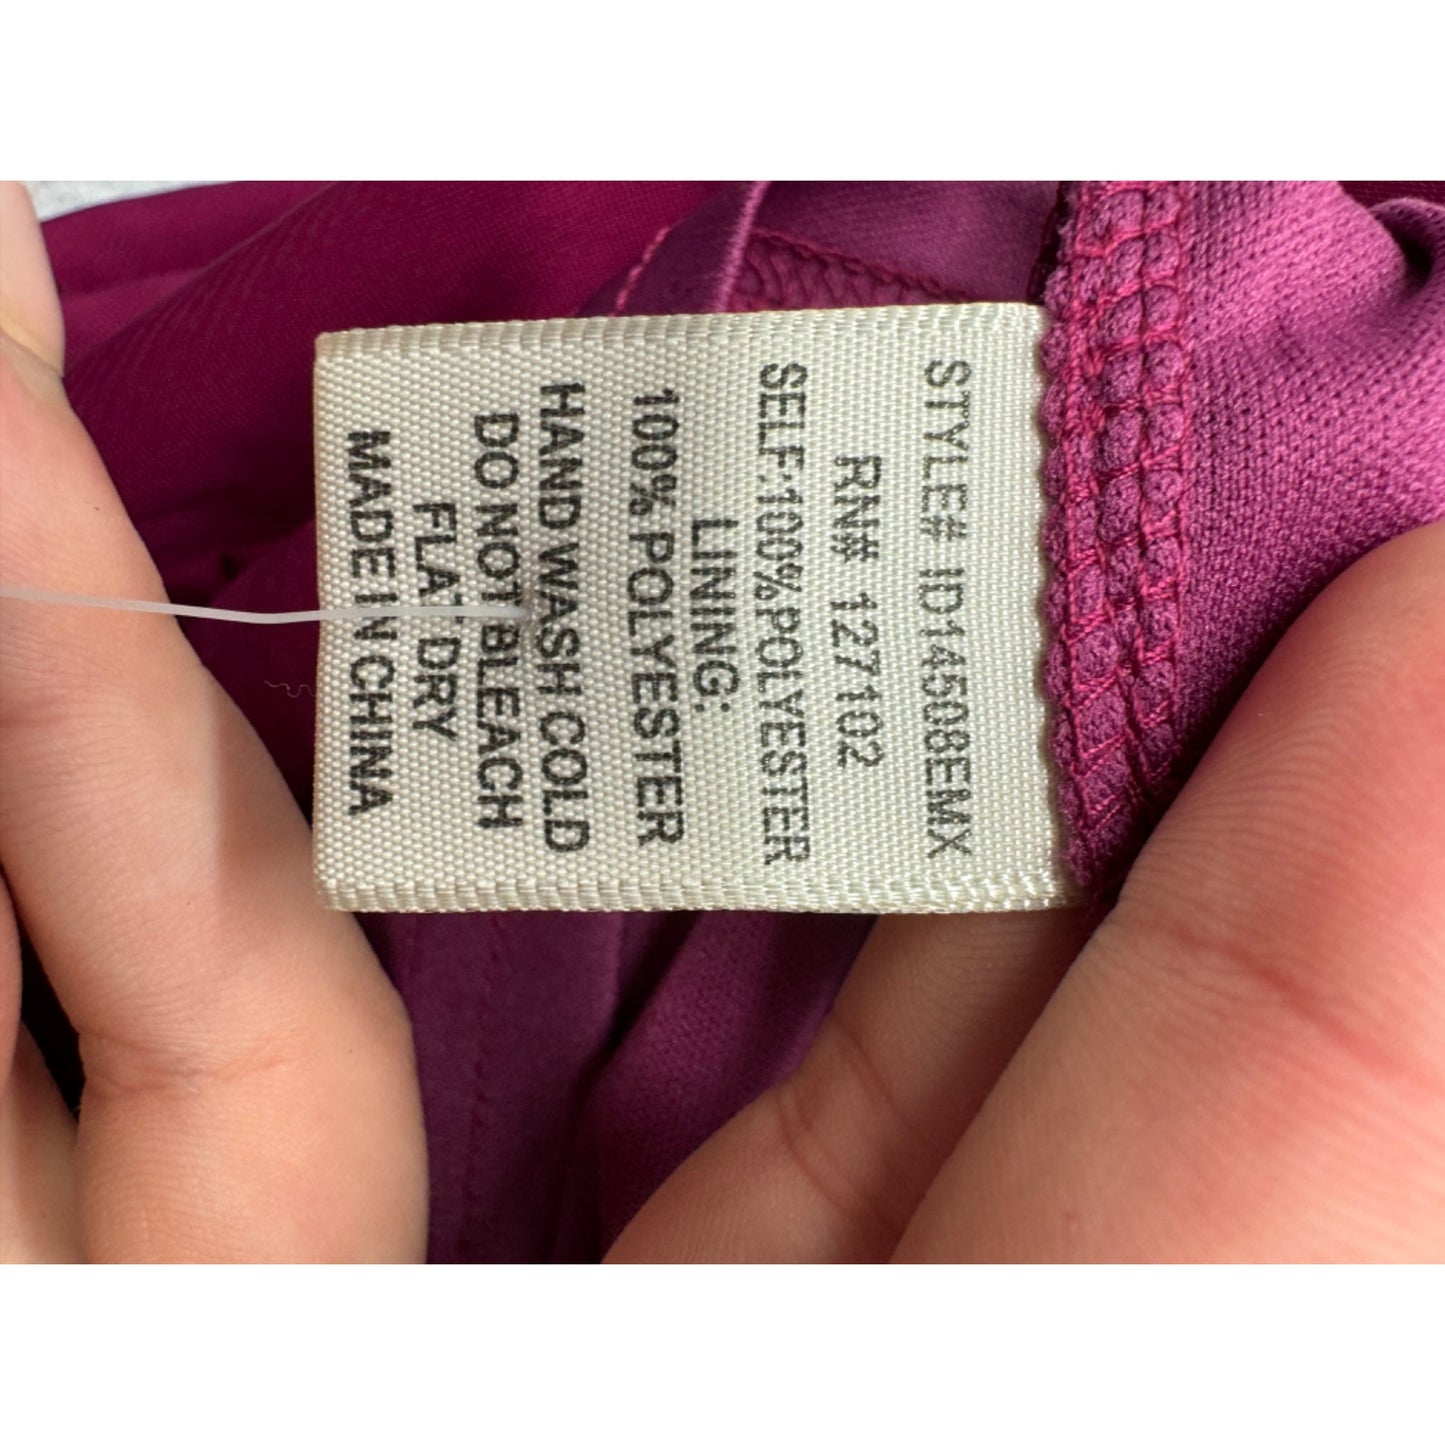 STYLE# ID14508EMX
RN# 127102
SELF:100%POLYESTER
LINNING:
100% POLYESTER
HAND WASH COLD
DO NOT BLEACH
FLAT DRY
MADE IN CHINA